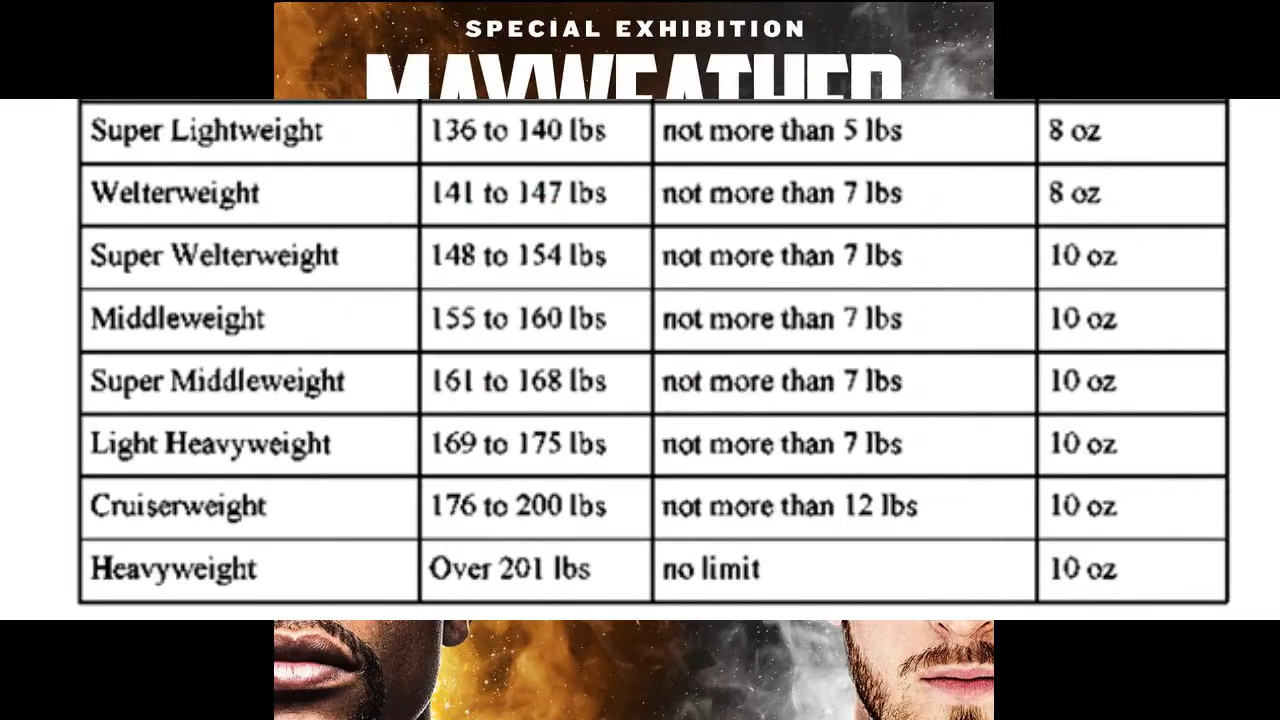 SPECIAL EXHIBITION
MAYWEATHER
Super Lightweight 136 to 140 lbs not more than 5 lbs 8 oz
Welterweight 141 to 147 lbs not more than 7 lbs 8 oz
Super Welterweight 148 to 154 lbs not more than 7 lbs 10 oz
Middleweight 155 to 160 lbs not more than 7 lbs 10 oz
Super Middleweight 161 to 168 lbs not more than 7 lbs 10 oz
Light Heavyweight 169 to 175 lbs not more than 7 lbs 10 oz
Cruiserweight 176 to 200 lbs not more than 12 lbs 10 oz
Heavyweight Over 201 lbs no limit 10 oz